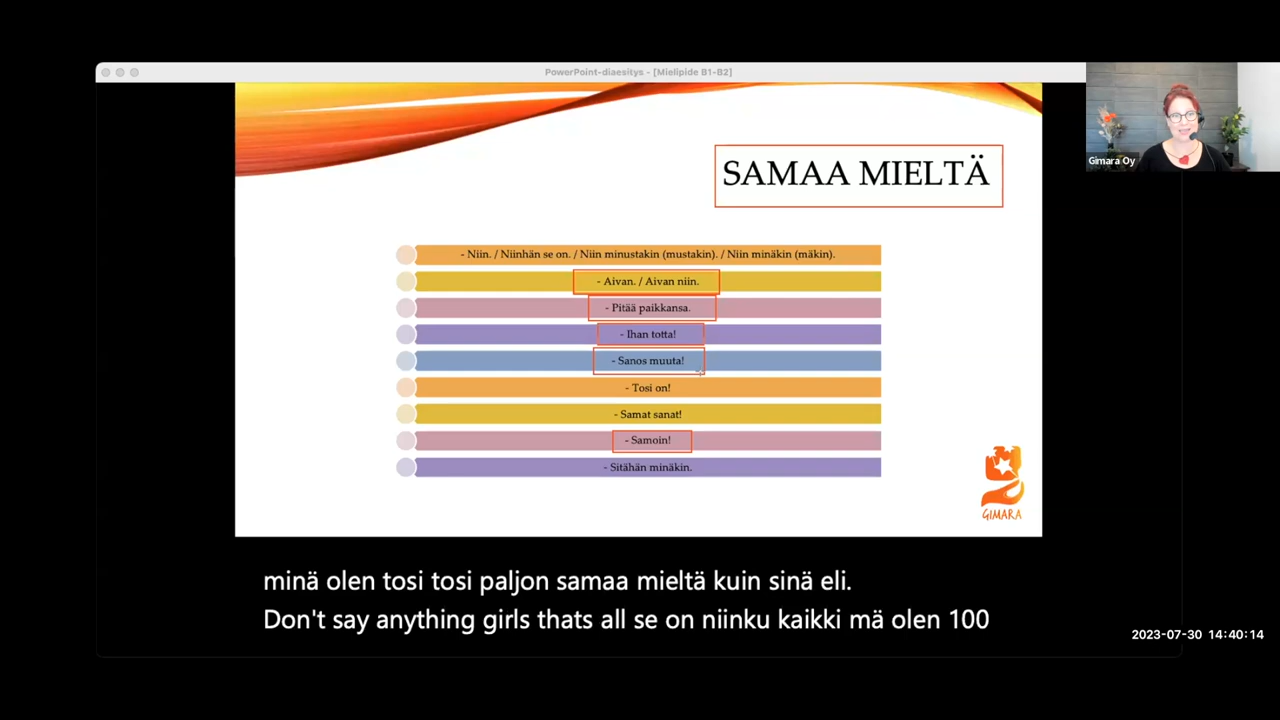 PowerPoint-diaesitys - [Mielipide B1-B2]
Gimara Oy
SAMAA MIELTÄ
- Niin. / Niinhän se on. / Niin minustakin (mustakin). / Niin minäkin (mäkin).
- Aivan. / Aivan niin.
- Pitää paikkansa.
- Ihan totta!
- Sanos muuta!
- Tosi on!
- Samat sanat!
- Samoin!
- Sitähän minäkin.
GIMARA
minä olen tosi tosi paljon samaa mieltä kuin sinä eli.
Don't say anything girls thats all se on niinku kaikki mä olen 100
2023-07-30 14:40:14